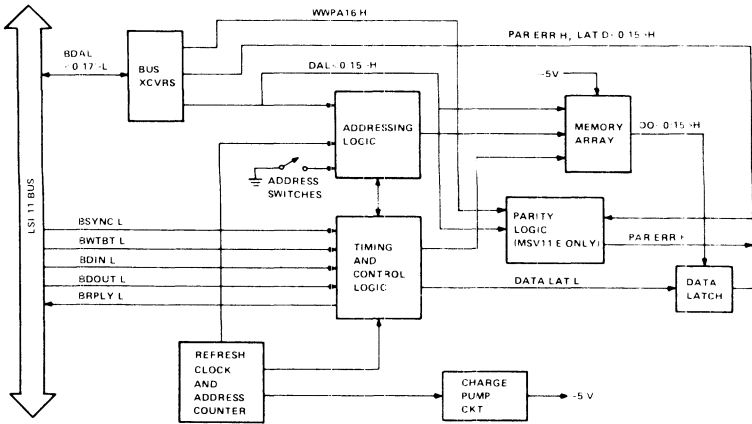 WWPA16 H
PAR ERR H, LAT D<0:15>H
BDAL
<0:17>L
BUS
XCVRS
DAL<0:15>H
-5V
ADDRESSING
LOGIC
MEMORY
ARRAY
DO<0:15>H
ADDRESS
SWITCHES
LSI 11 BUS
BSYNC L
BWTBT L
BDIN L
BDOUT L
BRPLY L
TIMING
AND
CONTROL
LOGIC
PARITY
LOGIC
(MSV11 E ONLY)
PAR ERR H
DATA LAT L
DATA
LATCH
REFRESH
CLOCK
AND
ADDRESS
COUNTER
CHARGE
PUMP
CKT
-5 V